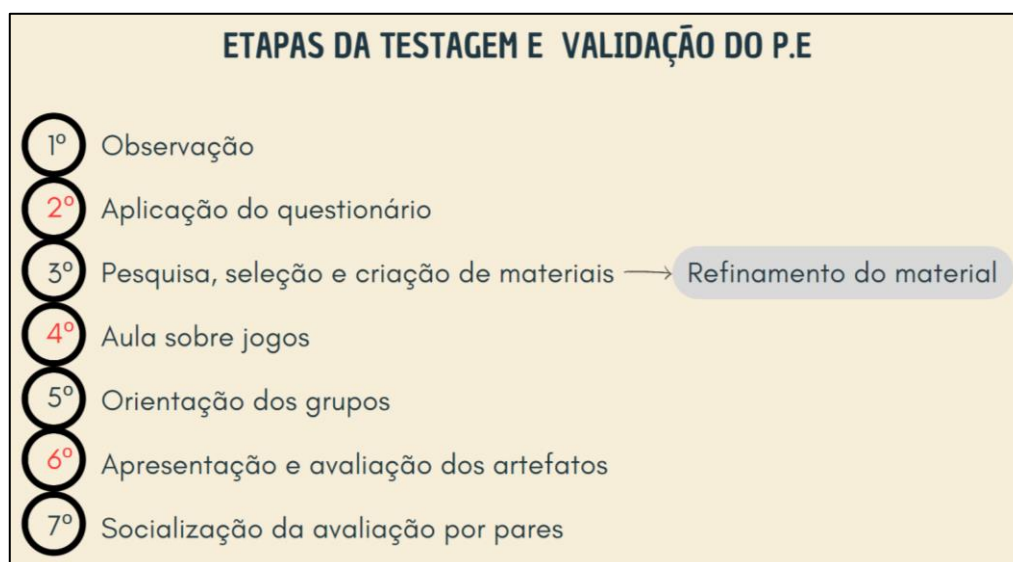 ETAPAS DA TESTAGEM E VALIDAÇÃO DO P.E
1º Observação
2º Aplicação do questionário
3º Pesquisa, seleção e criação de materiais → Refinamento do material
4º Aula sobre jogos
5º Orientação dos grupos
6º Apresentação e avaliação dos artefatos
7º Socialização da avaliação por pares